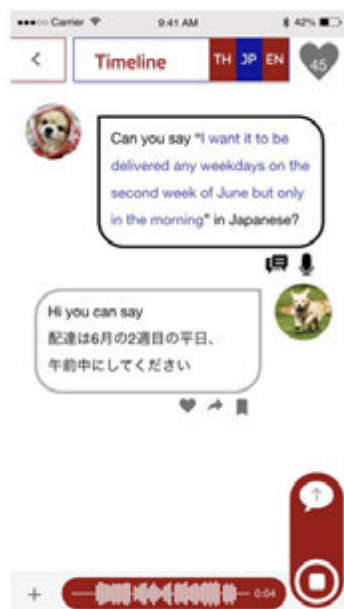 Carrier 9:41 AM 42%
Timeline TH JP EN 45
Can you say "I want it to be
delivered any weekdays on the
second week of June but only
in the morning" in Japanese?
Hi you can say
配達は6月の2週目の平日、
午前中にしてください
0:04